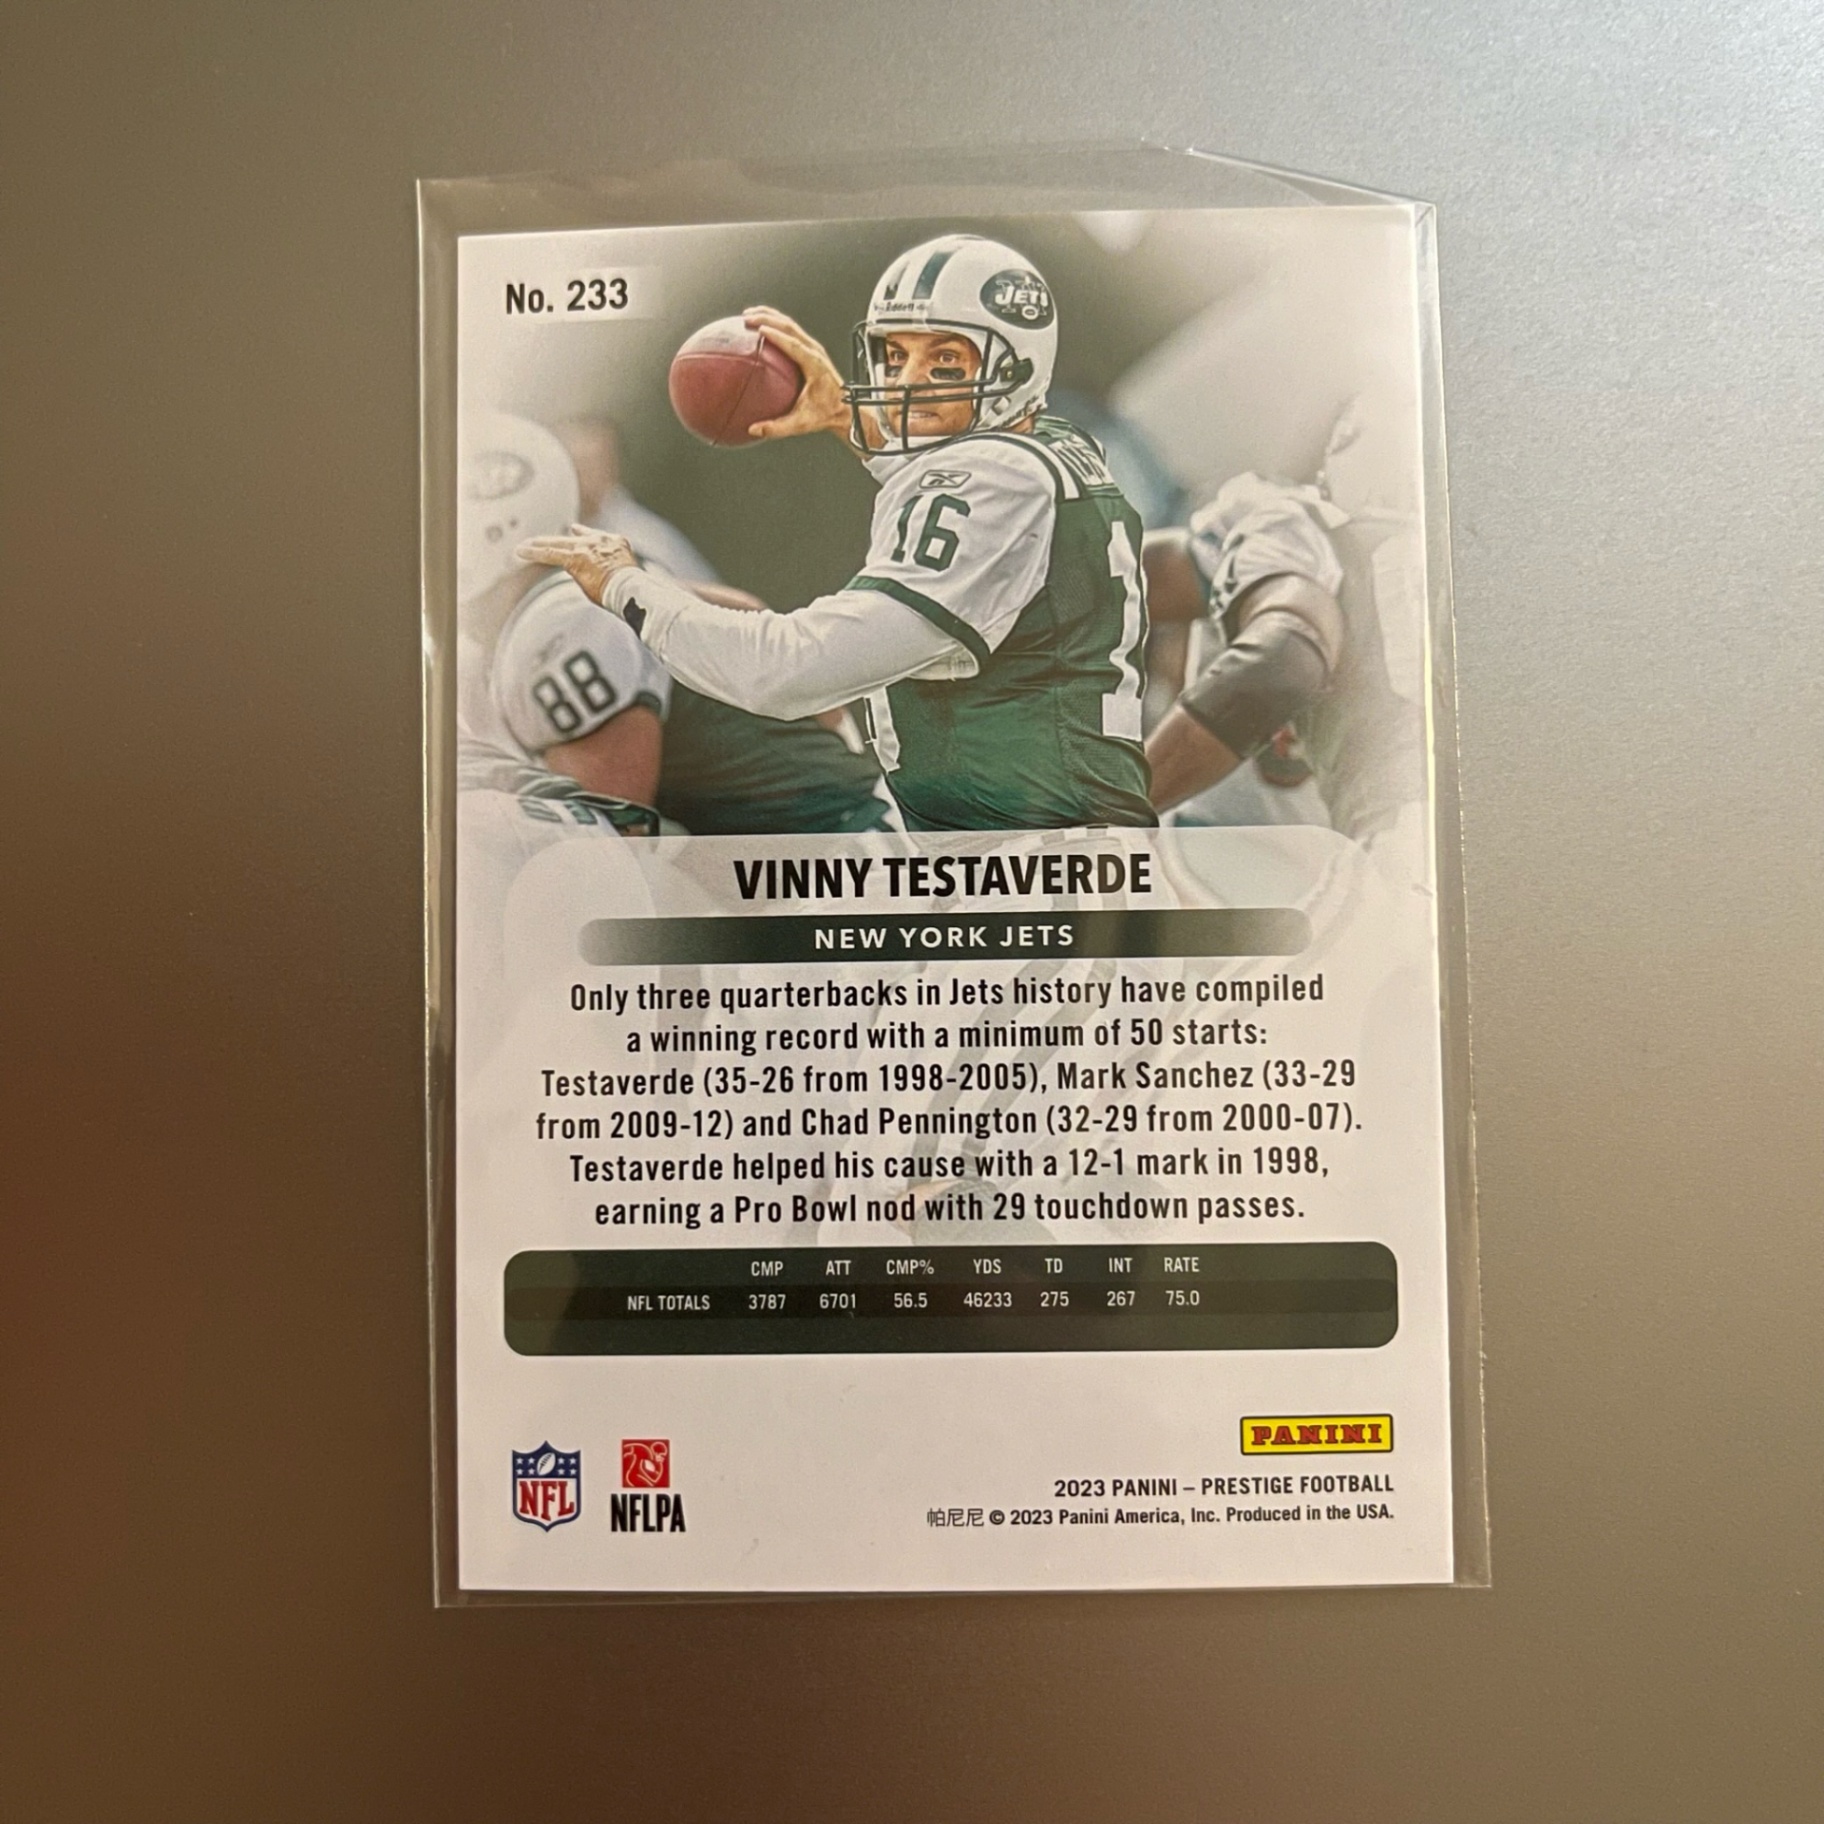 No. 233
Riddell
JETS
16
88
VINNY TESTAVERDE
NEW YORK JETS
Only three quarterbacks in Jets history have compiled
a winning record with a minimum of 50 starts:
Testaverde (35-26 from 1998-2005), Mark Sanchez (33-29
from 2009-12) and Chad Pennington (32-29 from 2000-07).
Testaverde helped his cause with a 12-1 mark in 1998,
earning a Pro Bowl nod with 29 touchdown passes.
CMP ATT CMP% YDS TD INT RATE
NFL TOTALS 3787 6701 56.5 46233 275 267 75.0
PANINI
NFL
NFLPA
2023 PANINI – PRESTIGE FOOTBALL
帕尼尼 © 2023 Panini America, Inc. Produced in the USA.